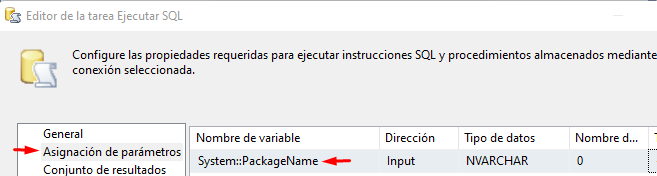 Editor de la tarea Ejecutar SQL
Configure las propiedades requeridas para ejecutar instrucciones SQL y procedimientos almacenados mediante
conexión seleccionada.
General
Asignación de parámetros
Conjunto de resultados
Nombre de variable Dirección Tipo de datos Nombre d...
System::PackageName Input NVARCHAR 0